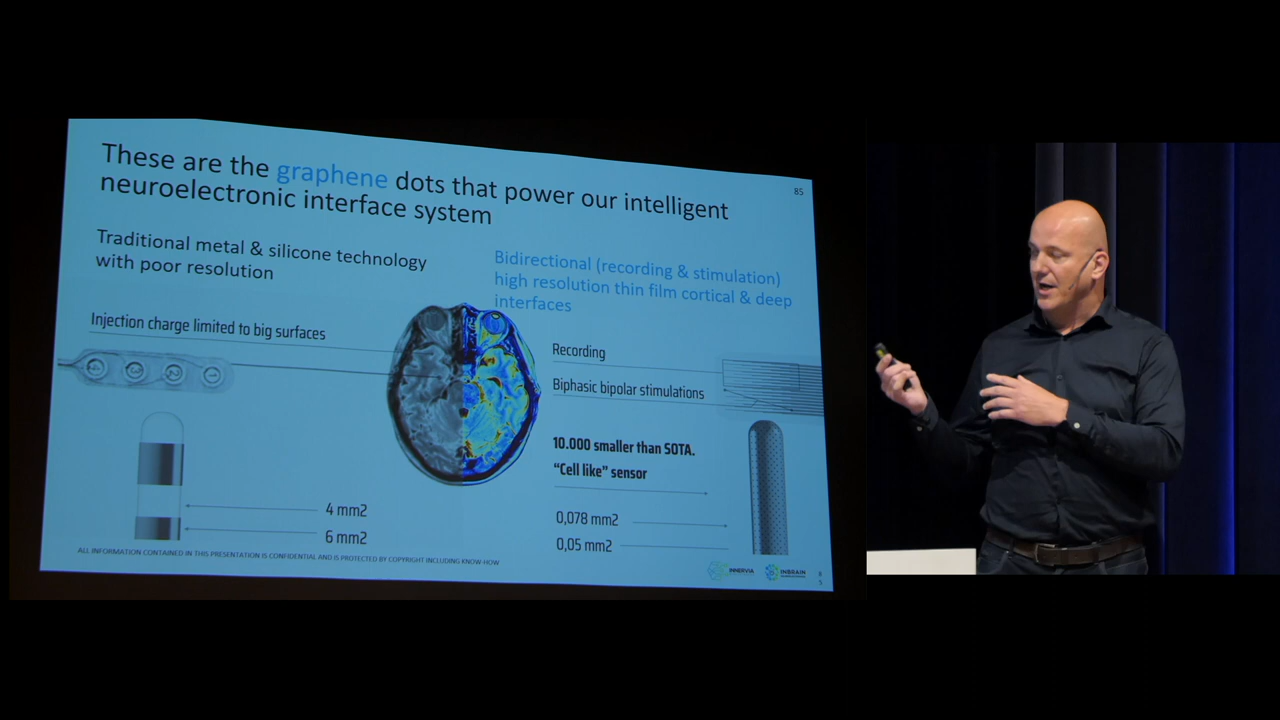 These are the graphene dots that power our intelligent
neuroelectronic interface system
85
Traditional metal & silicone technology
with poor resolution
Bidirectional (recording & stimulation)
high resolution thin film cortical & deep
interfaces
Injection charge limited to big surfaces
Recording
Biphasic bipolar stimulations
10.000 smaller than SOTA.
“Cell like” sensor
4 mm2
6 mm2
0,078 mm2
0,05 mm2
ALL INFORMATION CONTAINED IN THIS PRESENTATION IS CONFIDENTIAL AND IS PROTECTED BY COPYRIGHT INCLUDING KNOW-HOW
INNERVIA
INBRAIN
8
5